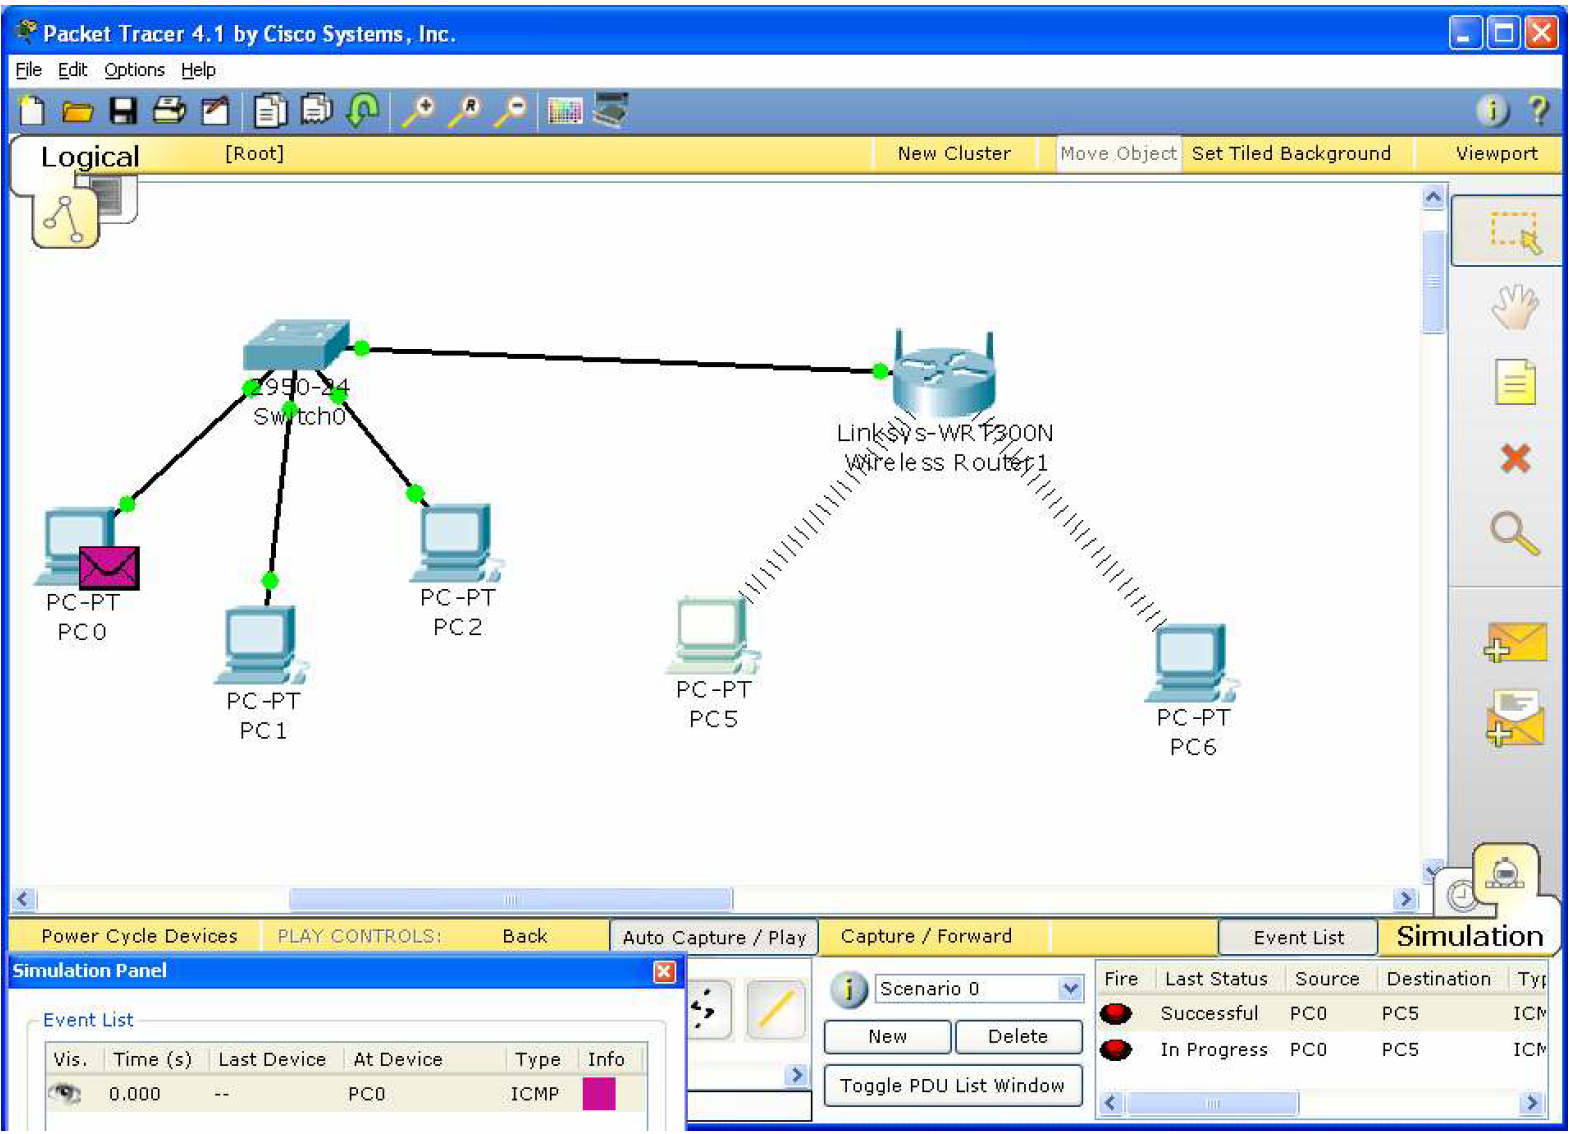 Packet Tracer 4.1 by Cisco Systems, Inc.
File Edit Options Help
Logical [Root] New Cluster Move Object Set Tiled Background Viewport
2950-24
Switch0
Linksys-WRT300N
Wireless Router1
PC-PT
PC0
PC-PT
PC1
PC-PT
PC2
PC-PT
PC5
PC-PT
PC6
Power Cycle Devices PLAY CONTROLS: Back Auto Capture / Play Capture / Forward Event List Simulation
Simulation Panel
Event List
Vis. Time (s) Last Device At Device Type Info
0.000 -- PC0 ICMP
Scenario 0
New Delete
Toggle PDU List Window
Fire Last Status Source Destination Typ
Successful PC0 PC5 ICM
In Progress PC0 PC5 ICM